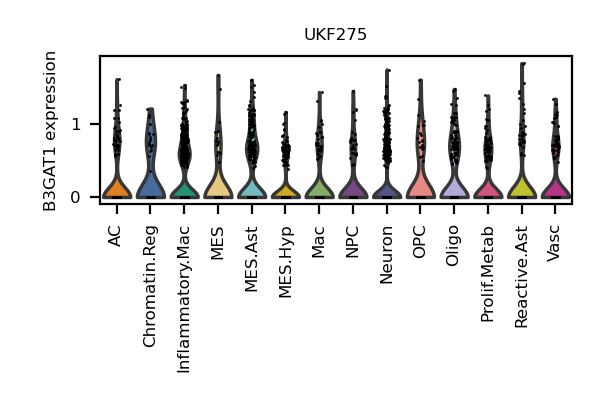 UKF275
B3GAT1 expression
1
0
AC
Chromatin.Reg
Inflammatory.Mac
MES
MES.Ast
MES.Hyp
Mac
NPC
Neuron
OPC
Oligo
Prolif.Metab
Reactive.Ast
Vasc